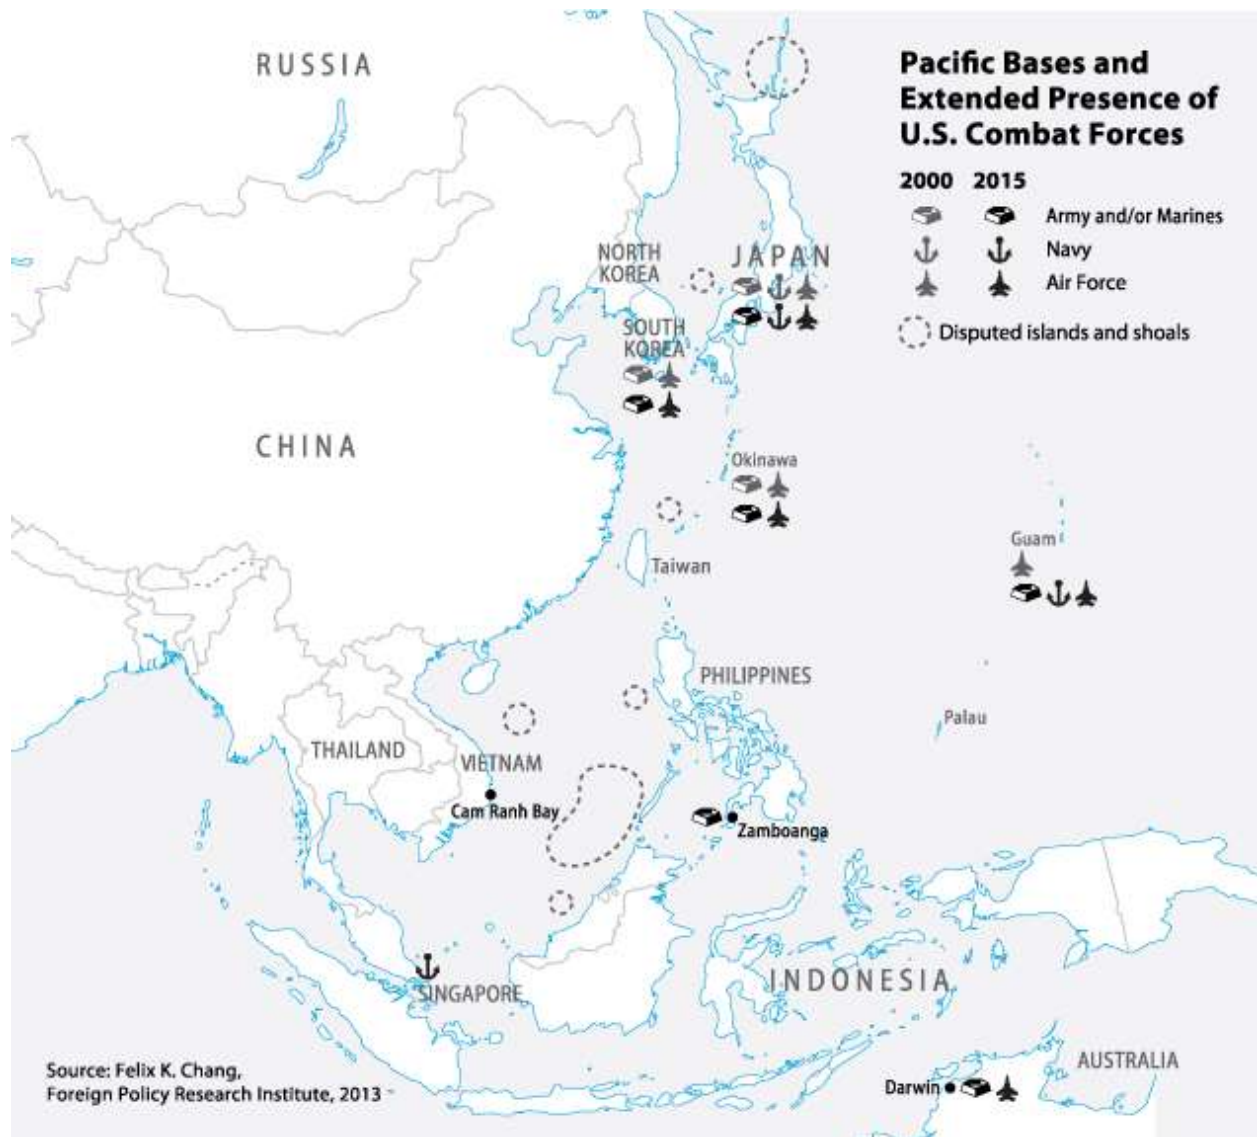 RUSSIA
Pacific Bases and
Extended Presence of
U.S. Combat Forces
2000 2015
Army and/or Marines
Navy
Air Force
Disputed islands and shoals
NORTH
KOREA
JAPAN
SOUTH
KOREA
CHINA
Okinawa
Guam
Taiwan
PHILIPPINES
Palau
THAILAND
VIETNAM
Cam Ranh Bay
Zamboanga
INDONESIA
SINGAPORE
AUSTRALIA
Darwin
Source: Felix K. Chang,
Foreign Policy Research Institute, 2013